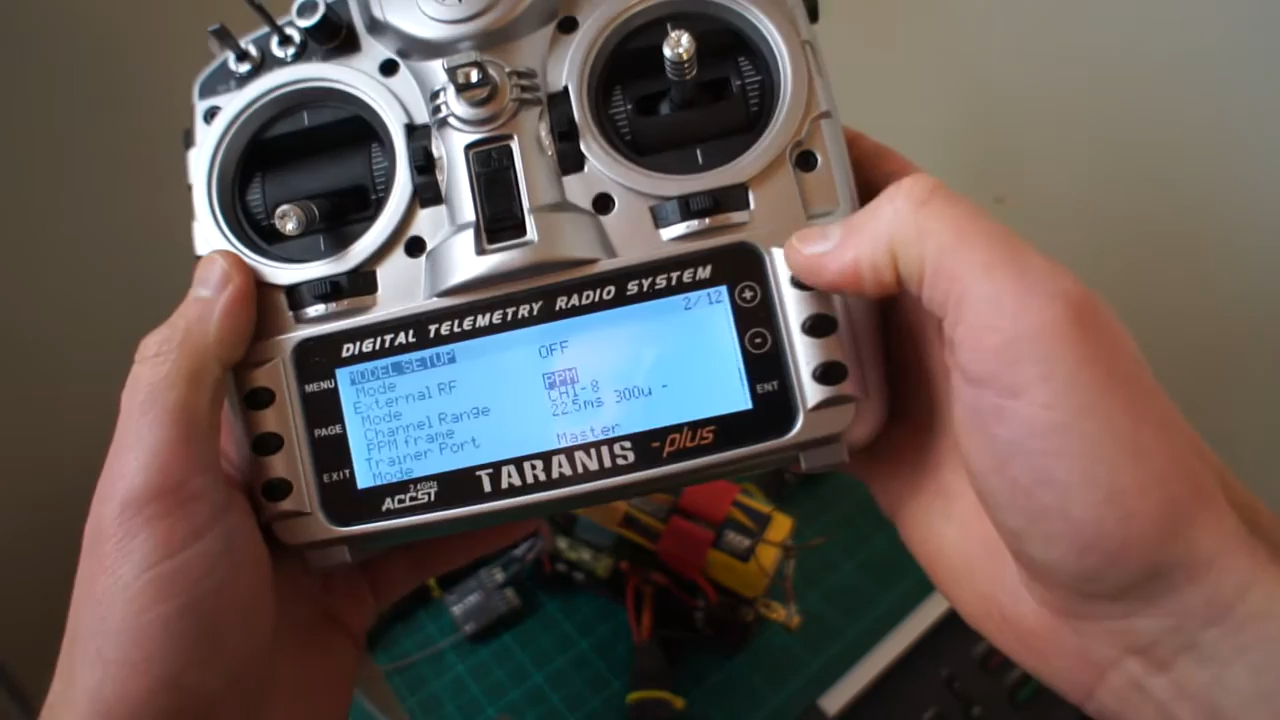 DIGITAL TELEMETRY RADIO SYSTEM
MODEL SETUP 2/12
Mode OFF
External RF
Mode PPM
Channel Range CH1-8
PPM frame 22.5ms 300u -
Trainer Port
Mode Master
MENU
PAGE
EXIT
+
-
ENT
2.4GHz
ACCST
TARANIS -plus